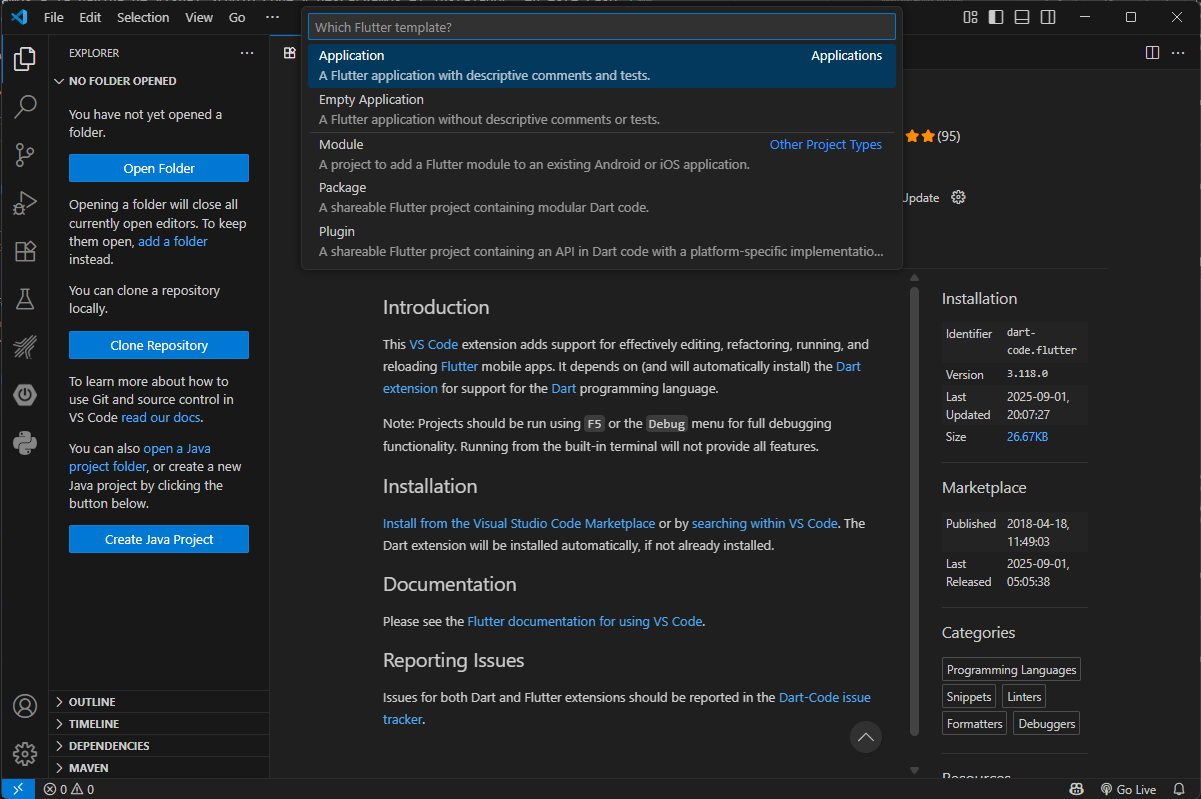 File Edit Selection View Go ···
Which Flutter template?
Application Applications
A Flutter application with descriptive comments and tests.
Empty Application
A Flutter application without descriptive comments or tests.
Module Other Project Types
A project to add a Flutter module to an existing Android or iOS application.
Package
A shareable Flutter project containing modular Dart code.
Plugin
A shareable Flutter project containing an API in Dart code with a platform-specific implementatio...
EXPLORER ···
NO FOLDER OPENED
You have not yet opened a
folder.
Open Folder
Opening a folder will close all
currently open editors. To keep
them open, add a folder
instead.
You can clone a repository
locally.
Clone Repository
To learn more about how to
use Git and source control in
VS Code read our docs.
You can also open a Java
project folder, or create a new
Java project by clicking the
button below.
Create Java Project
OUTLINE
TIMELINE
DEPENDENCIES
MAVEN
(95)
Update
Introduction
This VS Code extension adds support for effectively editing, refactoring, running, and
reloading Flutter mobile apps. It depends on (and will automatically install) the Dart
extension for support for the Dart programming language.
Note: Projects should be run using F5 or the Debug menu for full debugging
functionality. Running from the built-in terminal will not provide all features.
Installation
Install from the Visual Studio Code Marketplace or by searching within VS Code. The
Dart extension will be installed automatically, if not already installed.
Documentation
Please see the Flutter documentation for using VS Code.
Reporting Issues
Issues for both Dart and Flutter extensions should be reported in the Dart-Code issue
tracker.
Installation
Identifier dart-
code.flutter
Version 3.118.0
Last 2025-09-01,
Updated 20:07:27
Size 26.67KB
Marketplace
Published 2018-04-18,
11:49:03
Last 2025-09-01,
Released 05:05:38
Categories
Programming Languages
Snippets Linters
Formatters Debuggers
Resources
0 0
Go Live